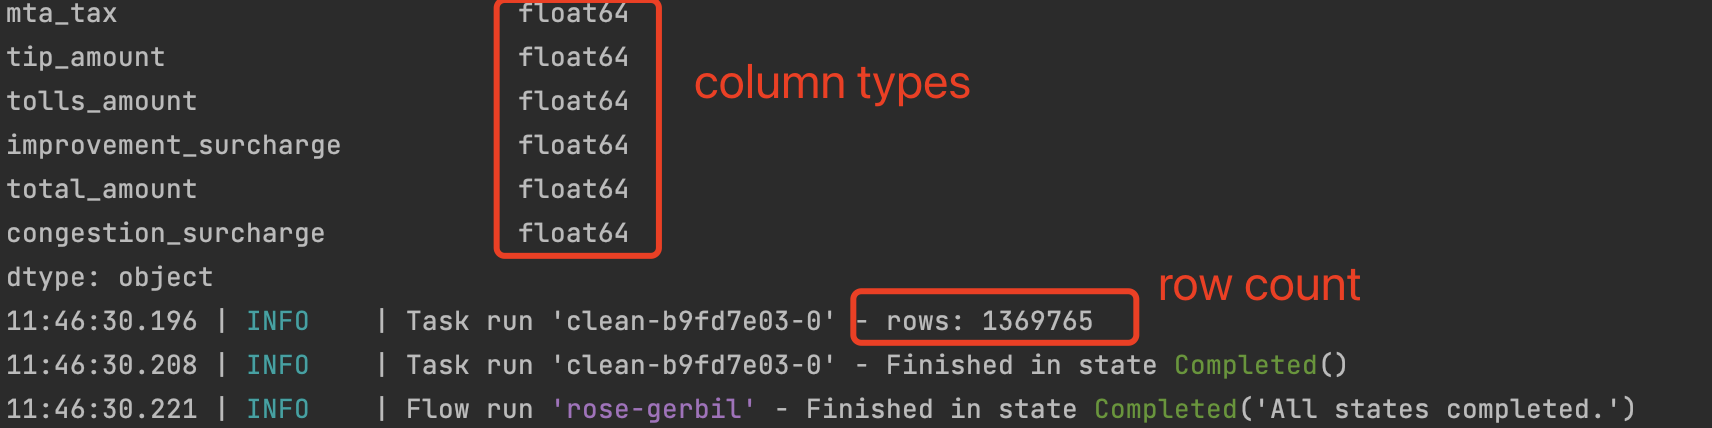 mta_tax float64
tip_amount float64
column types
tolls_amount float64
improvement_surcharge float64
total_amount float64
congestion_surcharge float64
dtype: object
row count
11:46:30.196 | INFO | Task run 'clean-b9fd7e03-0' - rows: 1369765
11:46:30.208 | INFO | Task run 'clean-b9fd7e03-0' - Finished in state Completed()
11:46:30.221 | INFO | Flow run 'rose-gerbil' - Finished in state Completed('All states completed.')